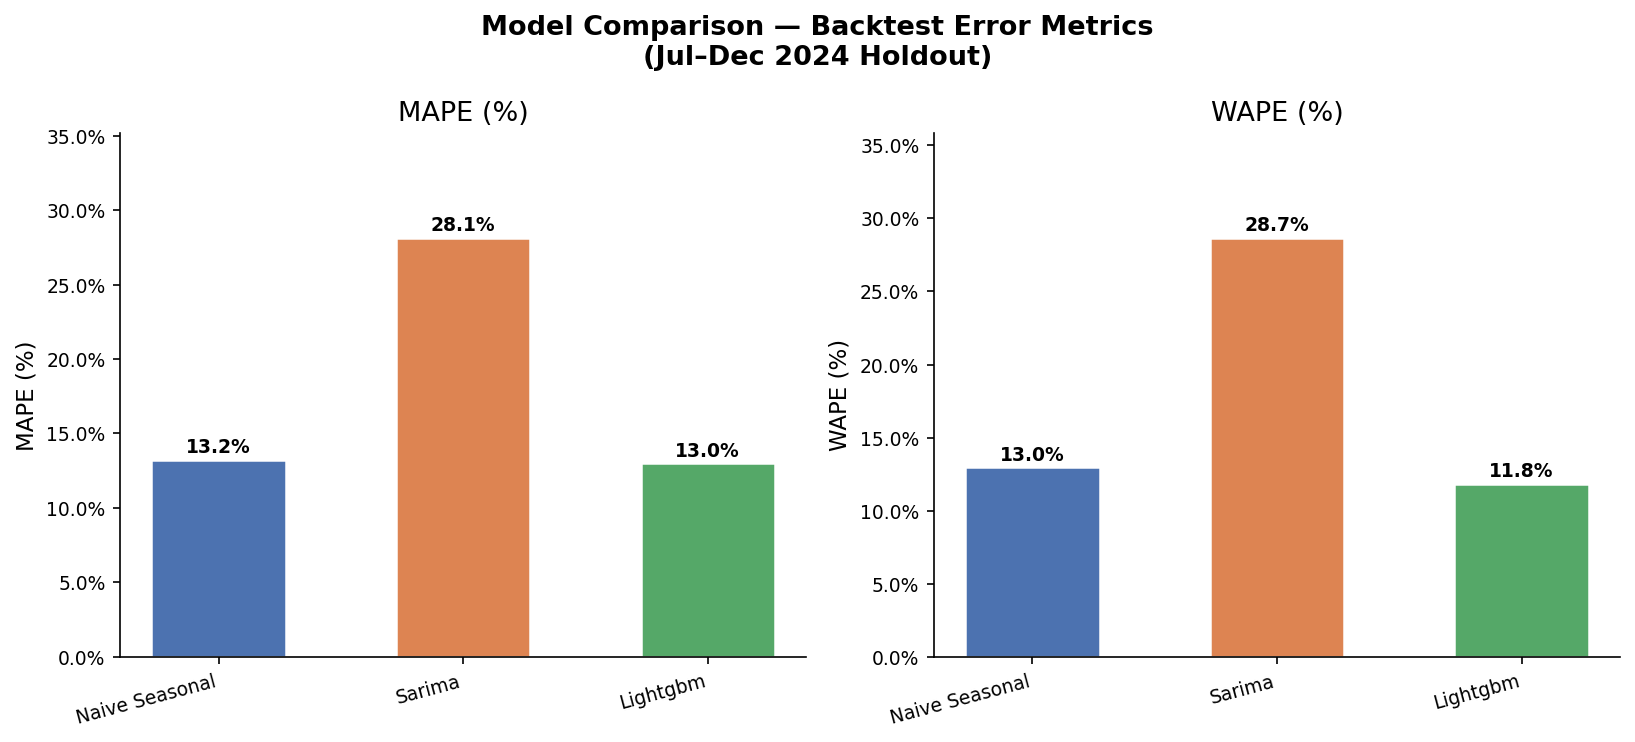 Model Comparison — Backtest Error Metrics
(Jul–Dec 2024 Holdout)
MAPE (%)
MAPE (%)
35.0%
30.0%
25.0%
20.0%
15.0%
10.0%
5.0%
0.0%
13.2%
28.1%
13.0%
Naive Seasonal
Sarima
Lightgbm
WAPE (%)
WAPE (%)
35.0%
30.0%
25.0%
20.0%
15.0%
10.0%
5.0%
0.0%
13.0%
28.7%
11.8%
Naive Seasonal
Sarima
Lightgbm